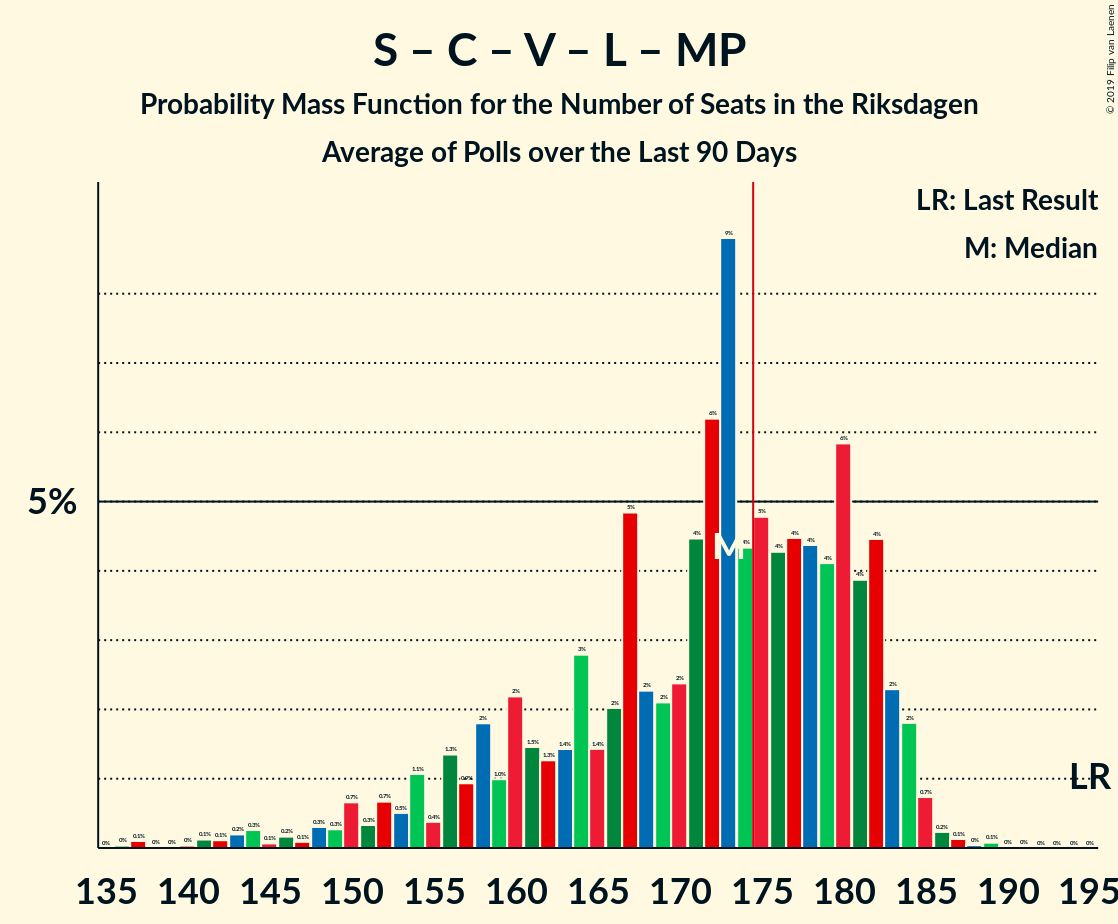 S – C – V – L – MP
Probability Mass Function for the Number of Seats in the Riksdagen
Average of Polls over the Last 90 Days
© 2019 Filip van Laenen
LR: Last Result
M: Median
5%
0% 0% 0.1% 0% 0% 0% 0.1% 0.1% 0.2% 0.3% 0.1% 0.2% 0.1% 0.3% 0.3% 0.7% 0.3% 0.7% 0.5% 1.1% 0.4% 1.3% 0.9% 2% 1.0% 2% 1.5% 1.3% 1.4% 3% 1.4% 2% 5% 2% 2% 2% 4% 6% 9% 4% 5% 4% 4% 4% 4% 6% 4% 4% 2% 2% 0.7% 0.2% 0.1% 0% 0.1% 0% 0% 0% 0% 0% 0%
M
LR
135 140 145 150 155 160 165 170 175 180 185 190 195